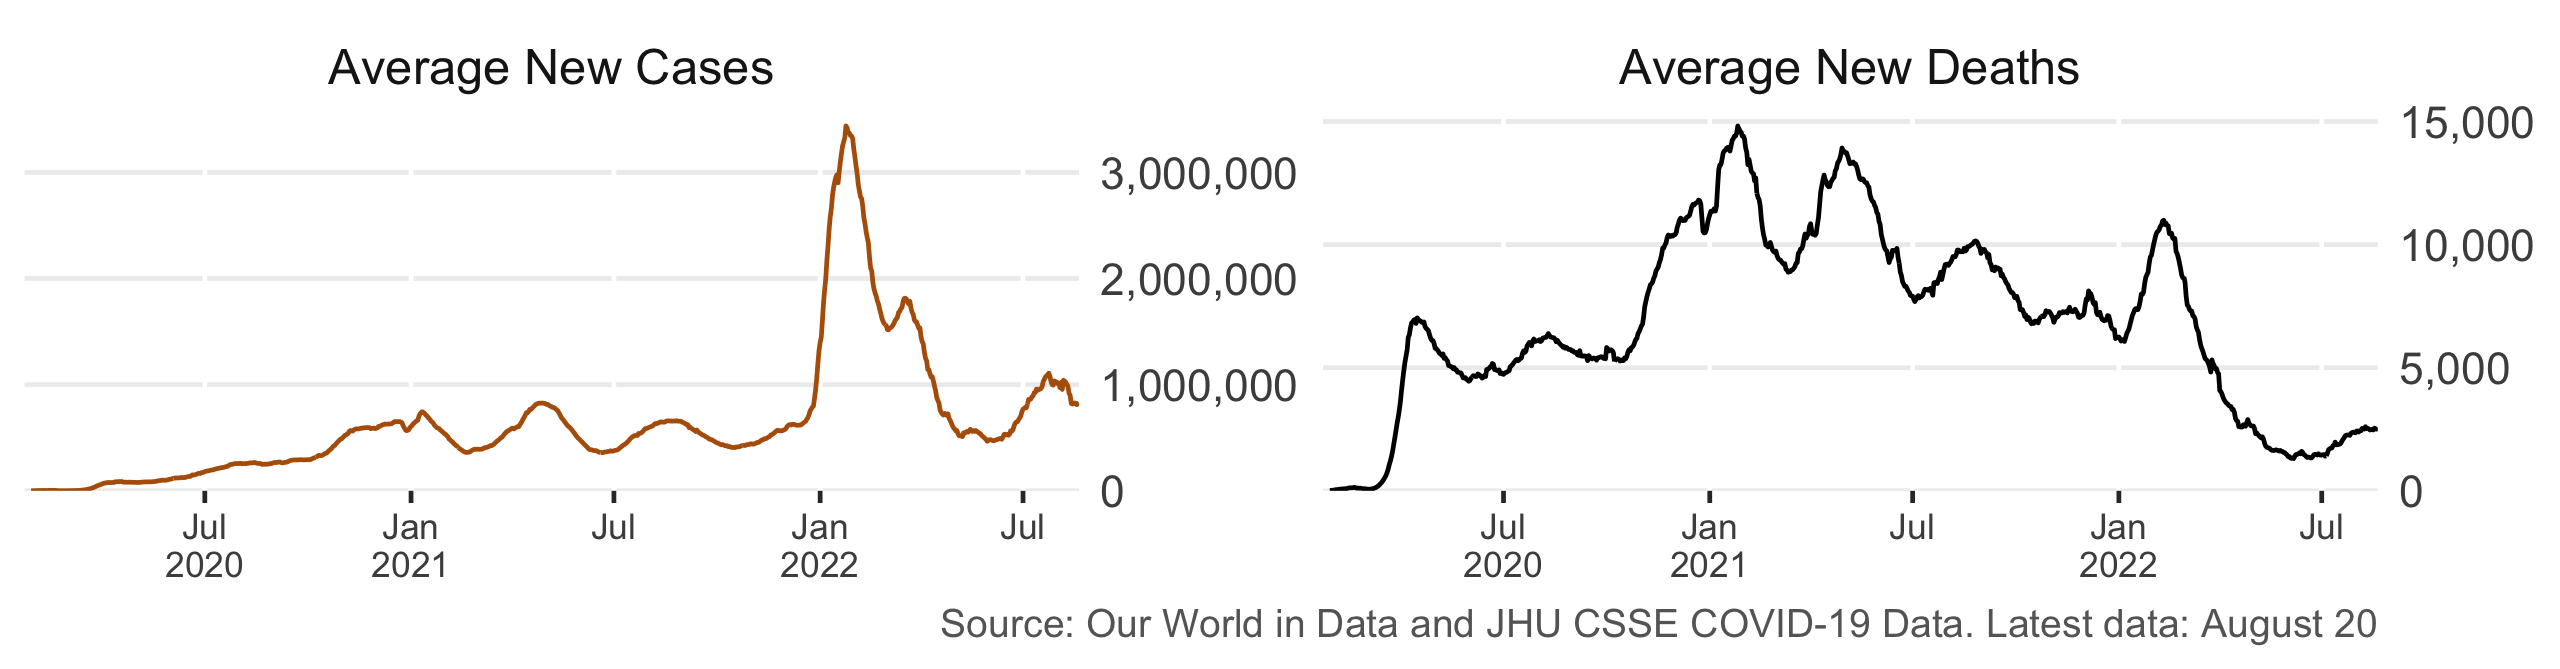 Average New Cases
3,000,000
2,000,000
1,000,000
0
Jul Jan Jul Jan Jul
2020 2021 2022
Average New Deaths
15,000
10,000
5,000
0
Jul Jan Jul Jan Jul
2020 2021 2022
Source: Our World in Data and JHU CSSE COVID-19 Data. Latest data: August 20